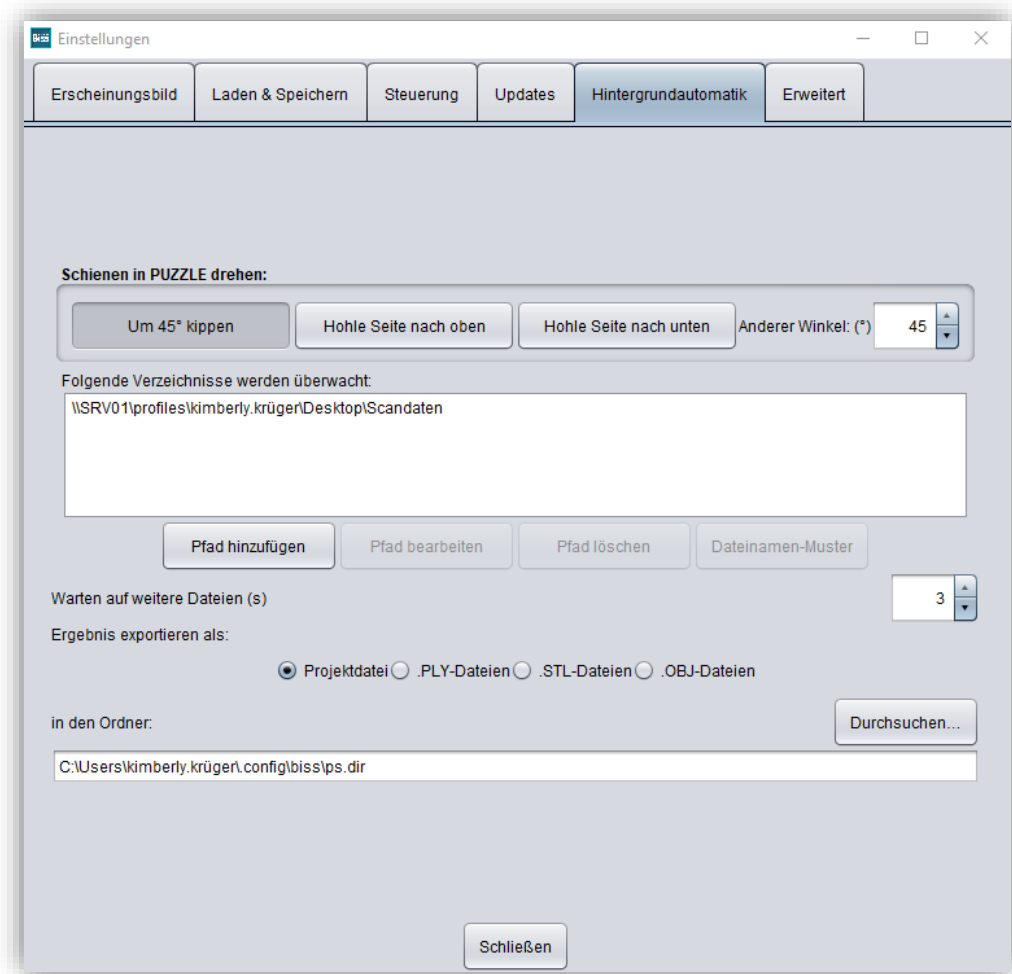 Biss Einstellungen
Erscheinungsbild Laden & Speichern Steuerung Updates Hintergrundautomatik Erweitert
Schienen in PUZZLE drehen:
Um 45° kippen Hohle Seite nach oben Hohle Seite nach unten Anderer Winkel: (°) 45
Folgende Verzeichnisse werden überwacht:
\\SRV01\profiles\kimberly.krüger\Desktop\Scandaten
Pfad hinzufügen Pfad bearbeiten Pfad löschen Dateinamen-Muster
Warten auf weitere Dateien (s) 3
Ergebnis exportieren als:
Projektdatei .PLY-Dateien .STL-Dateien .OBJ-Dateien
in den Ordner: Durchsuchen...
C:\Users\kimberly.krüger\.config\biss\ps.dir
Schließen